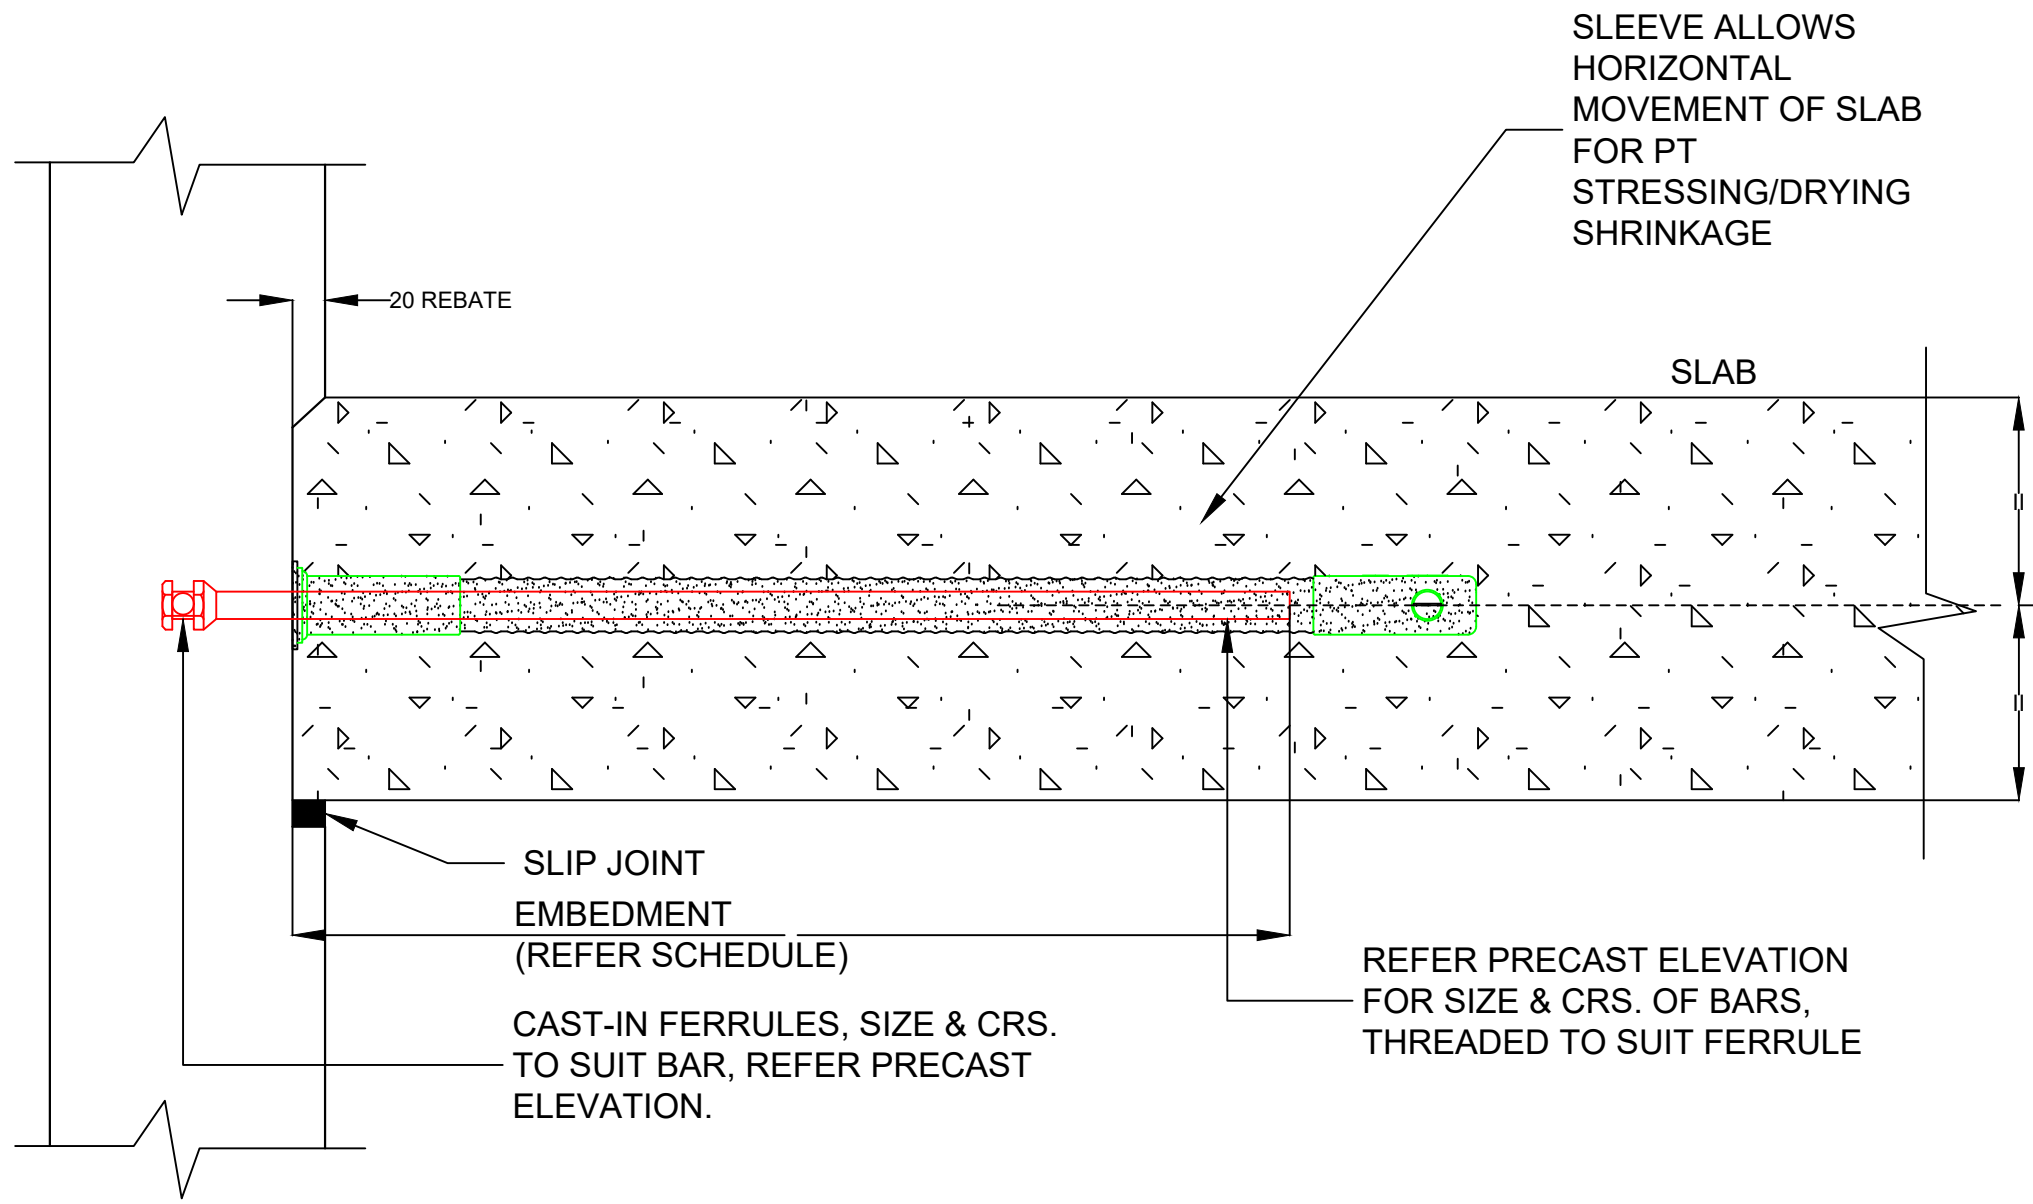 SLEEVE ALLOWS
HORIZONTAL
MOVEMENT OF SLAB
FOR PT
STRESSING/DRYING
SHRINKAGE
20 REBATE
SLAB
=
=
SLIP JOINT
EMBEDMENT
(REFER SCHEDULE)
REFER PRECAST ELEVATION
FOR SIZE & CRS. OF BARS,
THREADED TO SUIT FERRULE
CAST-IN FERRULES, SIZE & CRS.
TO SUIT BAR, REFER PRECAST
ELEVATION.